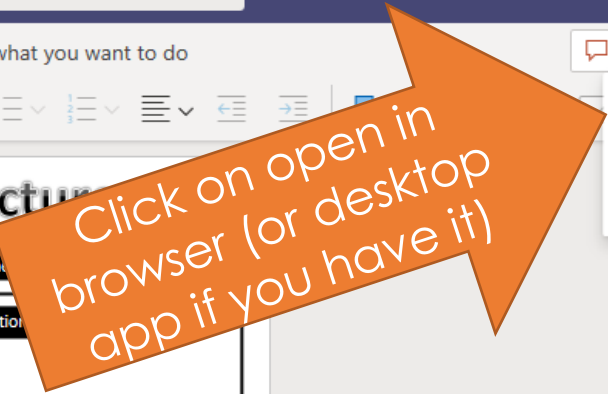 what you want to do
Click on open in
browser (or desktop
app if you have it)